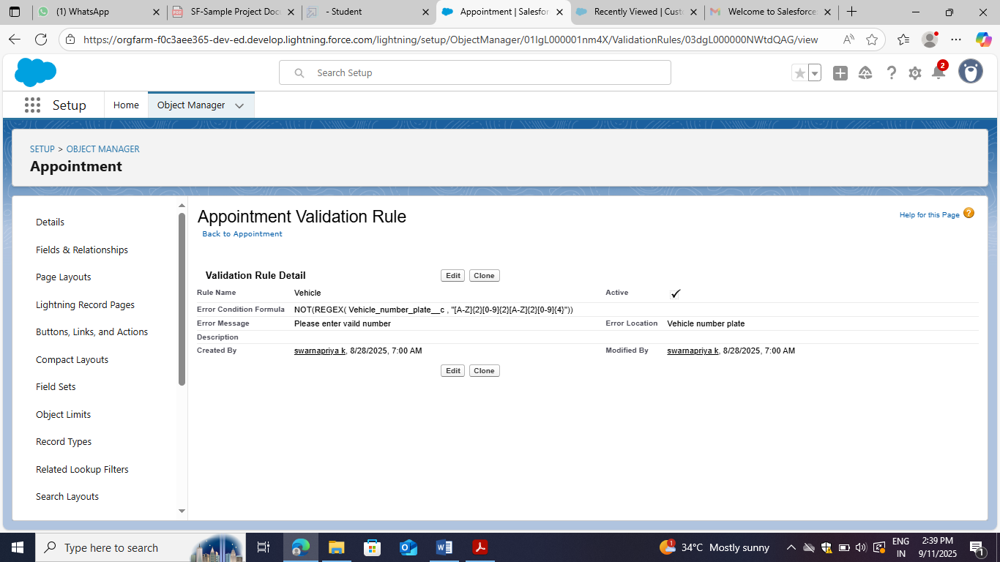 (1) WhatsApp
SF-Sample Project Doc
- Student
Appointment | Salesfor
Recently Viewed | Cust
Welcome to Salesforce
https://orgfarm-f0c3aee365-dev-ed.develop.lightning.force.com/lightning/setup/ObjectManager/01IgL000001nm4X/ValidationRules/03dgL000000NWtdQAG/view
Search Setup
2
Setup
Home
Object Manager
SETUP > OBJECT MANAGER
Appointment
Details
Fields & Relationships
Page Layouts
Lightning Record Pages
Buttons, Links, and Actions
Compact Layouts
Field Sets
Object Limits
Record Types
Related Lookup Filters
Search Layouts
Appointment Validation Rule
Help for this Page
Back to Appointment
Validation Rule Detail
Edit Clone
Rule Name Vehicle Active
Error Condition Formula NOT(REGEX( Vehicle_number_plate__c , "[A-Z]{2}[0-9]{2}[A-Z]{2}[0-9]{4}"))
Error Message Please enter vaild number Error Location Vehicle number plate
Description
Created By swarnapriya k, 8/28/2025, 7:00 AM Modified By swarnapriya k, 8/28/2025, 7:00 AM
Edit Clone
Type here to search
1
34°C Mostly sunny
ENG
IN
2:39 PM
9/11/2025
1